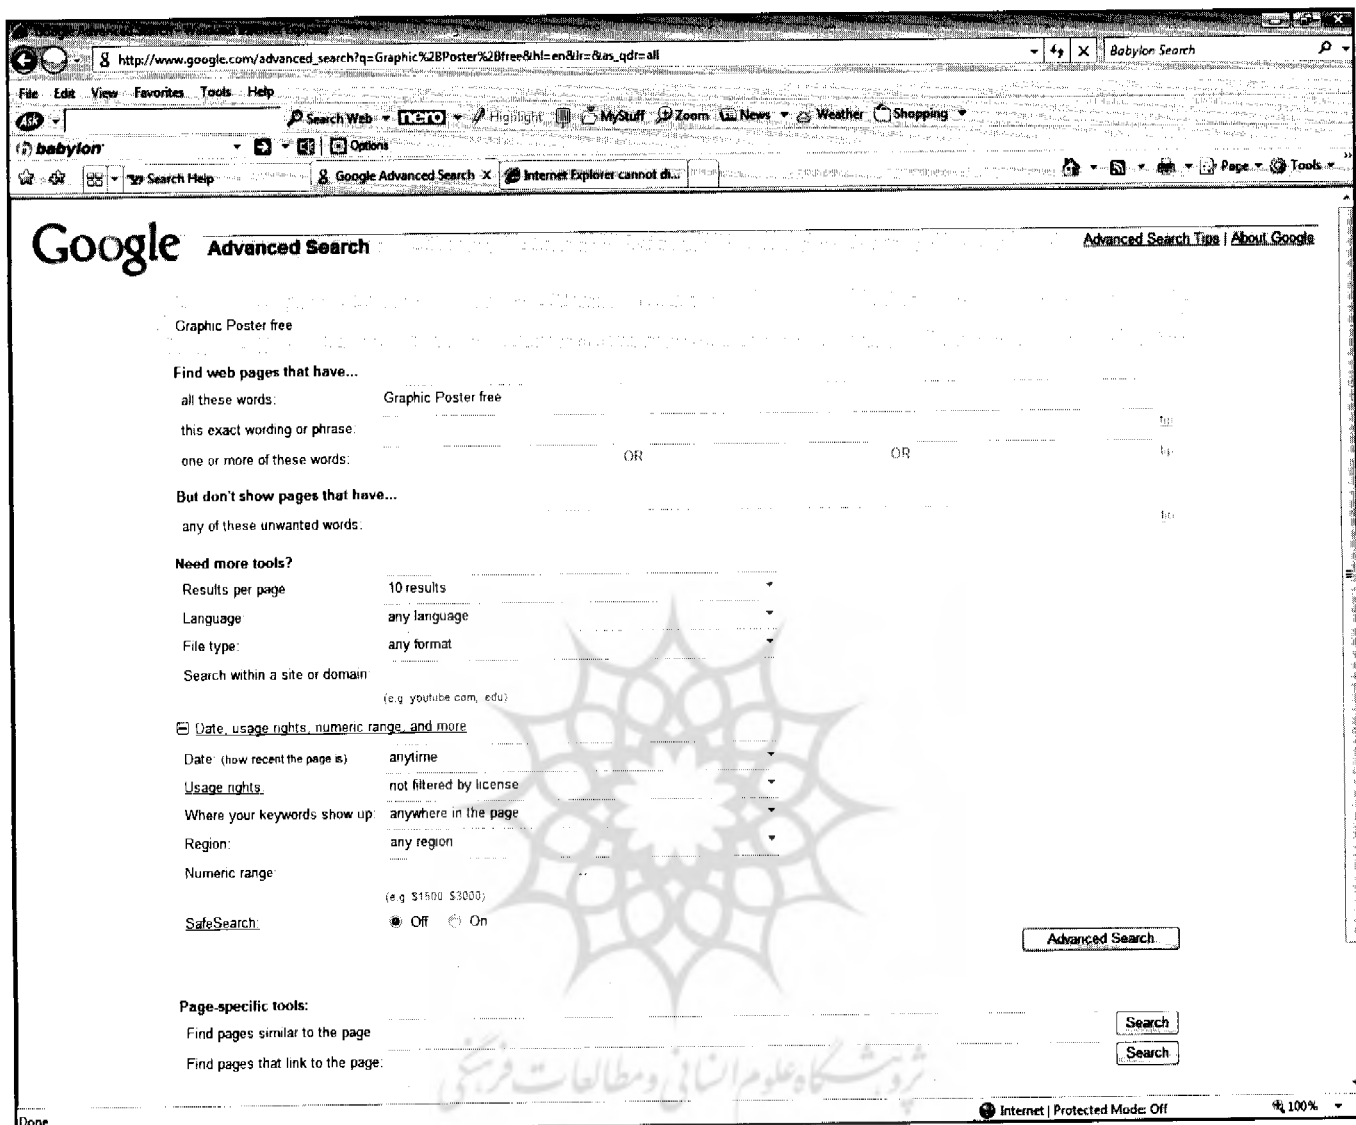 Google Advanced Search - Windows Internet Explorer
http://www.google.com/advanced_search?q=Graphic%2BPoster%2Bfree&hl=en&lr=&as_qdr=all
Babylon Search
File Edit View Favorites Tools Help
Ask Search Web nero Highlight MyStuff Zoom News Weather Shopping
babylon Options
Search Help Google Advanced Search X Internet Explorer cannot di... Page Tools
Google Advanced Search Advanced Search Tips | About Google
Graphic Poster free
Find web pages that have...
all these words: Graphic Poster free
this exact wording or phrase:
one or more of these words: OR OR
But don't show pages that have...
any of these unwanted words:
Need more tools?
Results per page 10 results
Language any language
File type: any format
Search within a site or domain:
(e.g. youtube.com, .edu)
Date, usage rights, numeric range, and more
Date: (how recent the page is) anytime
Usage rights: not filtered by license
Where your keywords show up: anywhere in the page
Region: any region
Numeric range: ..
(e.g. $1500..$3000)
SafeSearch: Off On
Advanced Search
Page-specific tools:
Find pages similar to the page Search
Find pages that link to the page: Search
پژوهشگاه علوم انسانی و مطالعات فرهنگی
Done Internet | Protected Mode: Off 100%